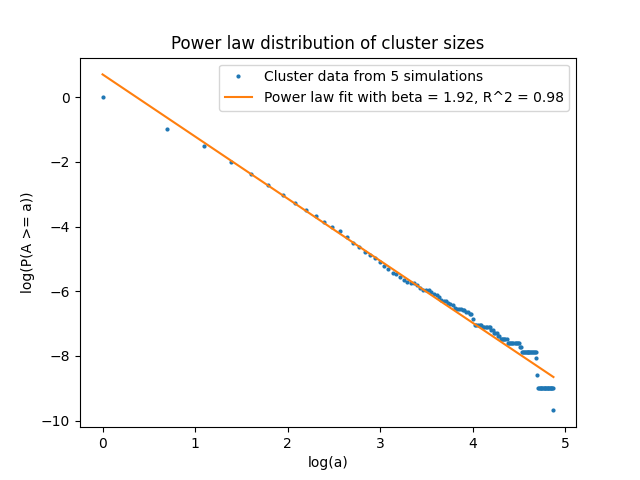 Power law distribution of cluster sizes
Cluster data from 5 simulations
Power law fit with beta = 1.92, R^2 = 0.98
log(P(A >= a))
0
−2
−4
−6
−8
−10
0 1 2 3 4 5
log(a)